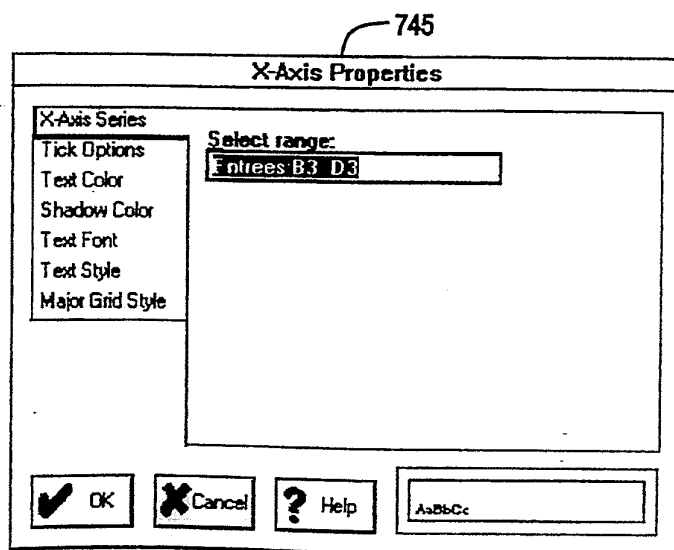 745
X-Axis Properties
X-Axis Series
Tick Options
Text Color
Shadow Color
Text Font
Text Style
Major Grid Style
Select range:
Entrees:B3..D3
OK
Cancel
? Help
AaBbCc